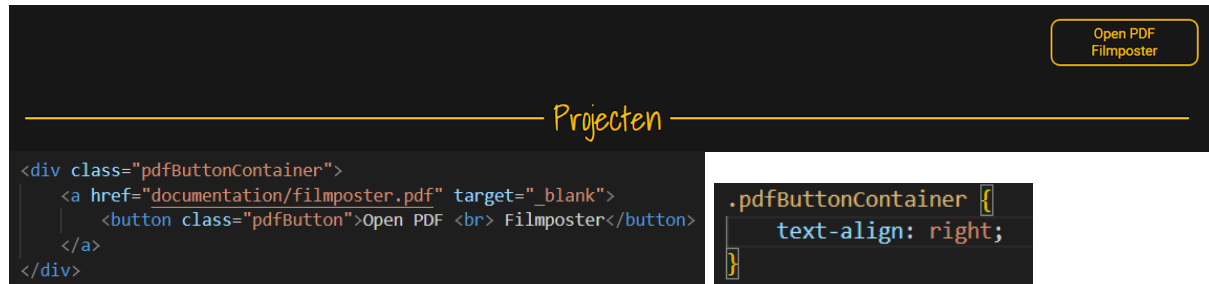 Open PDF
Filmposter
Projecten
<div class="pdfButtonContainer">
<a href="documentation/filmposter.pdf" target="_blank">
<button class="pdfButton">Open PDF <br> Filmposter</button>
</a>
</div>
.pdfButtonContainer {
text-align: right;
}